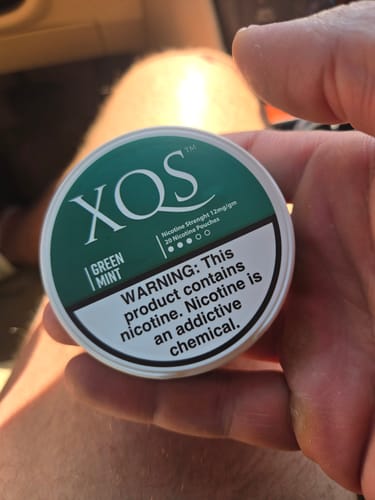 XQS™
Nicotine Strenght 12mg/gm
20 Nicotine Pouches
GREEN
MINT
WARNING: This
product contains
nicotine. Nicotine is
an addictive
chemical.